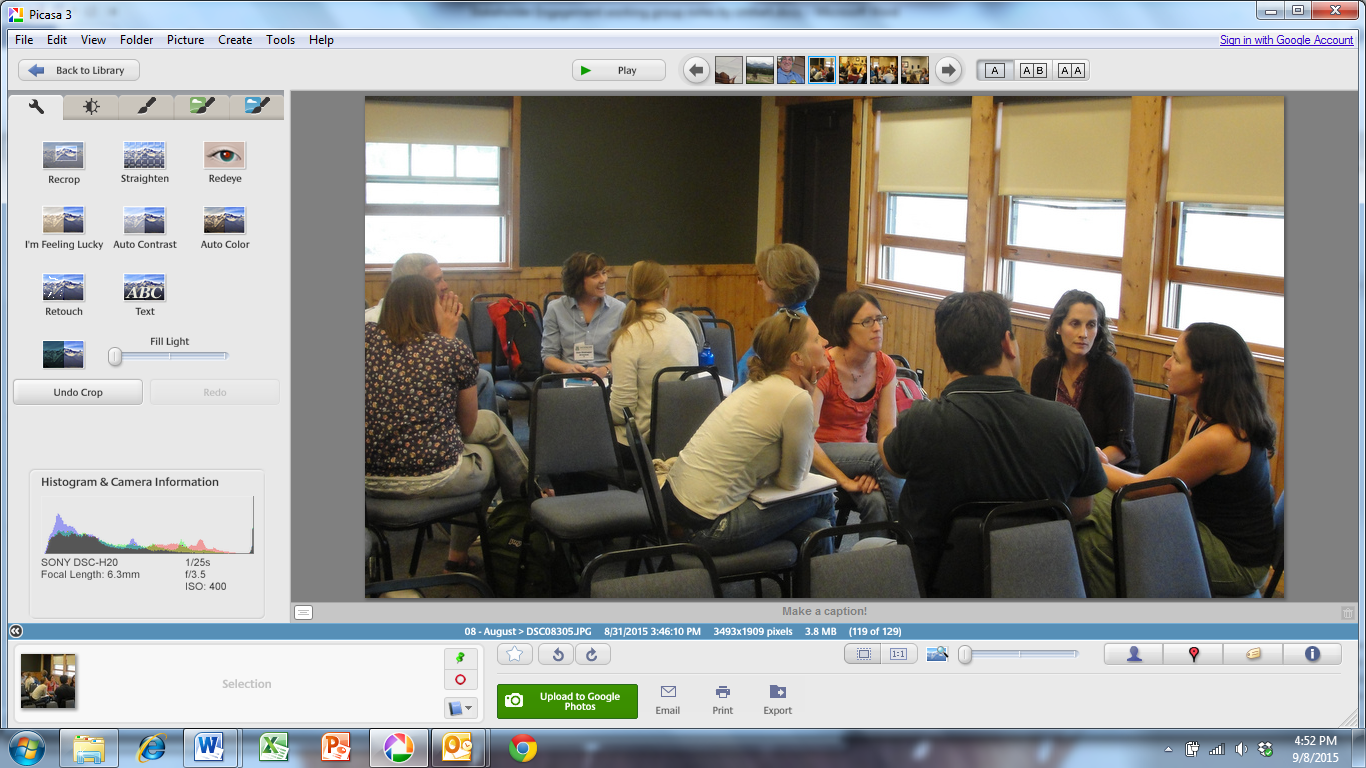 Picasa 3
File Edit View Folder Picture Create Tools Help
Sign in with Google Account
Back to Library
Play
A
A B
A A
Recrop
Straighten
Redeye
I'm Feeling Lucky
Auto Contrast
Auto Color
ABC
Retouch
Text
Fill Light
Undo Crop
Redo
Histogram & Camera Information
SONY DSC-H20 1/25s
Focal Length: 6.3mm f/3.5
ISO: 400
Make a caption!
08 - August > DSC08305.JPG 8/31/2015 3:46:10 PM 3493x1909 pixels 3.8 MB (119 of 129)
Selection
1:1
Upload to Google
Photos
Email
Print
Export
4:52 PM
9/8/2015